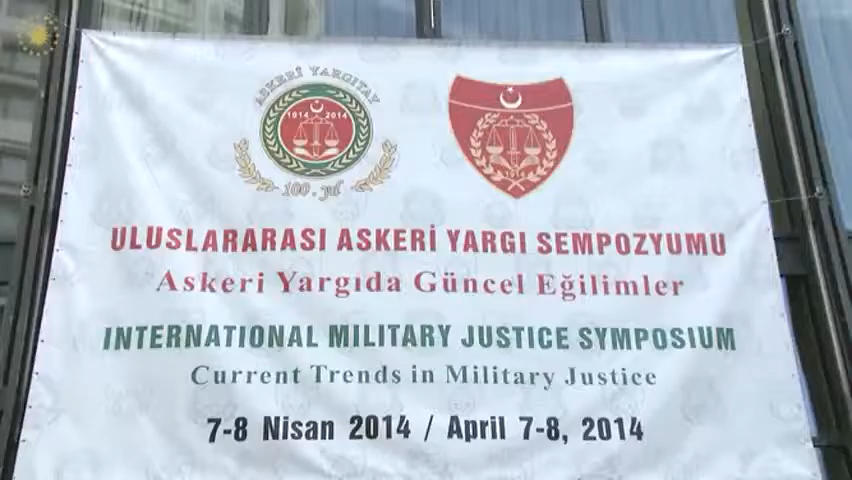 ASKERİ YARGITAY
1914 2014
100. yıl
1914
ULUSLARARASI ASKERİ YARGI SEMPOZYUMU
Askeri Yargıda Güncel Eğilimler
INTERNATIONAL MILITARY JUSTICE SYMPOSIUM
Current Trends in Military Justice
7-8 Nisan 2014 / April 7-8, 2014